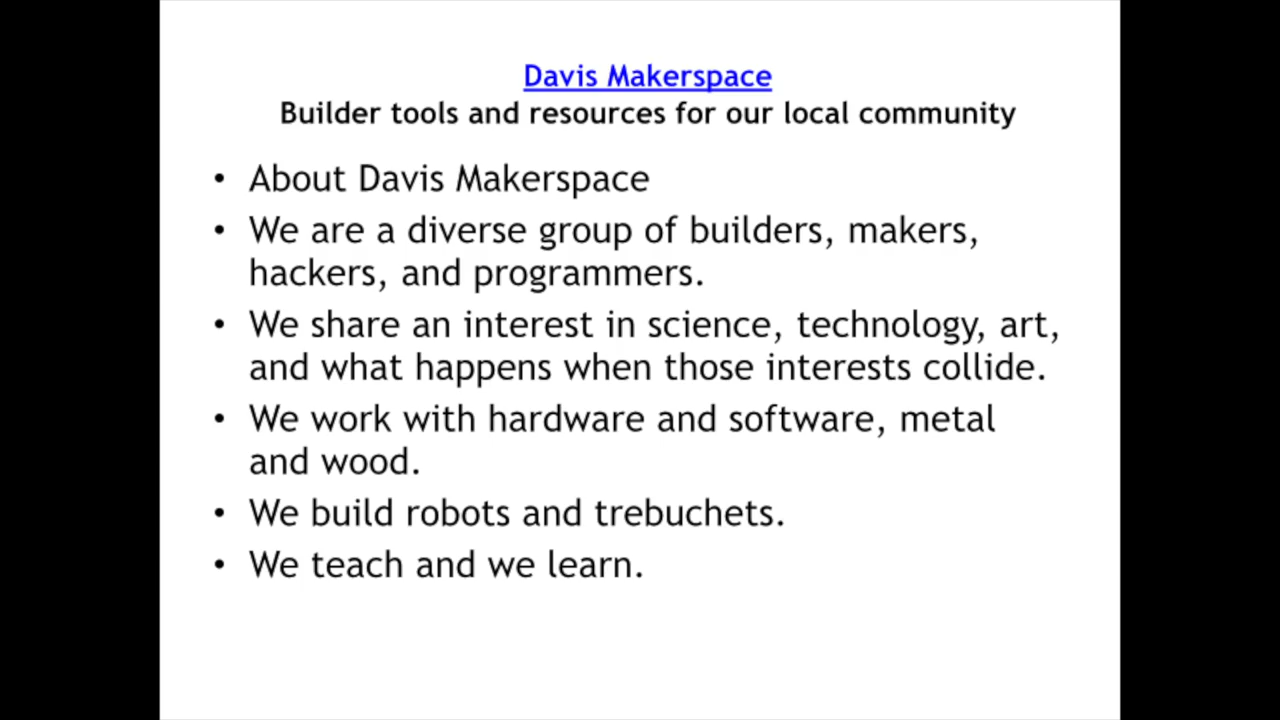 Davis Makerspace
Builder tools and resources for our local community
• About Davis Makerspace
• We are a diverse group of builders, makers,
hackers, and programmers.
• We share an interest in science, technology, art,
and what happens when those interests collide.
• We work with hardware and software, metal
and wood.
• We build robots and trebuchets.
• We teach and we learn.